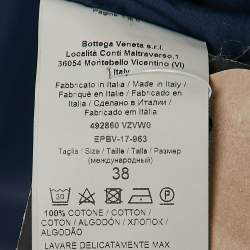 Bottega Veneta s.r.l.
Località Conti Maltraverso,1
36054 Montebello Vicentino (VI)
Italy
Fabbricato in Italia / Made in Italy
Fabriqué en Italie / Fabricado en
Italia / Сделано в Италии /
Fabricado em Itália
492860 VZVW0
EPBV-17-963
Taglia / Size / Taille / Talla / Размер
(международный)
38
100% COTONE / COTTON /
COTON / ALGODÓN / ХЛОПОК /
ALGODÃO
LAVARE DELICATAMENTE MAX